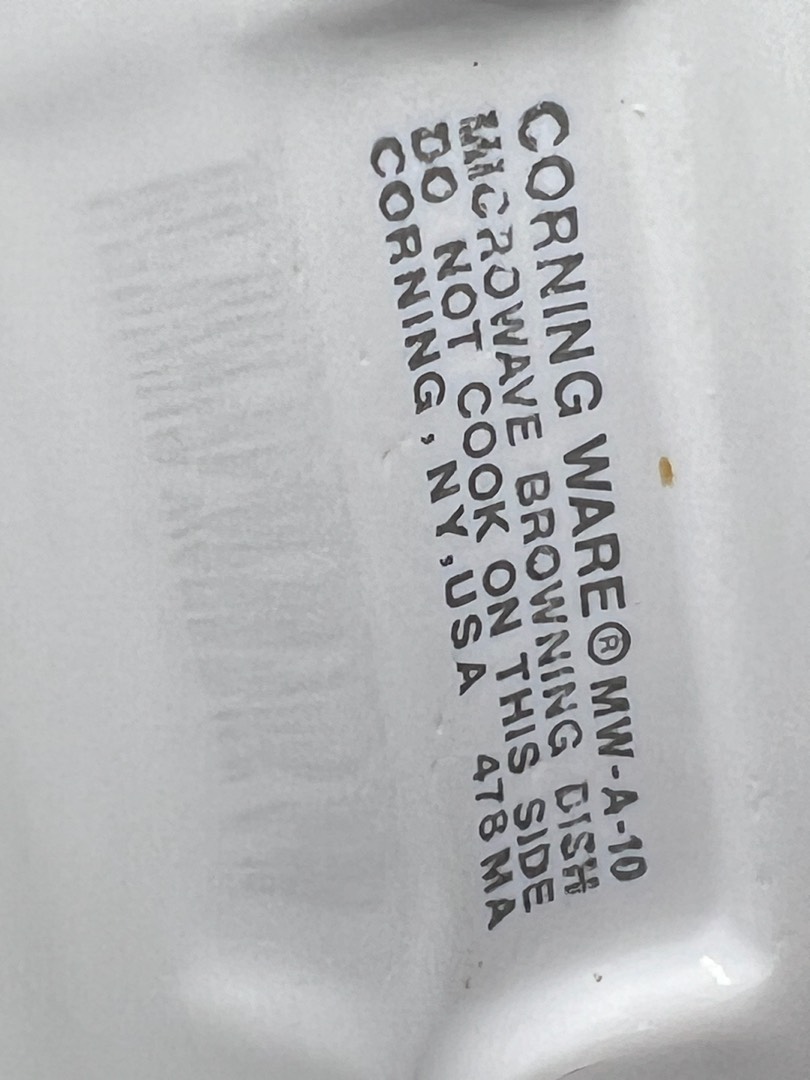 CORNING WARE® MW-A-10
MICROWAVE BROWNING DISH
DO NOT COOK ON THIS SIDE
CORNING, NY, USA 478 MA